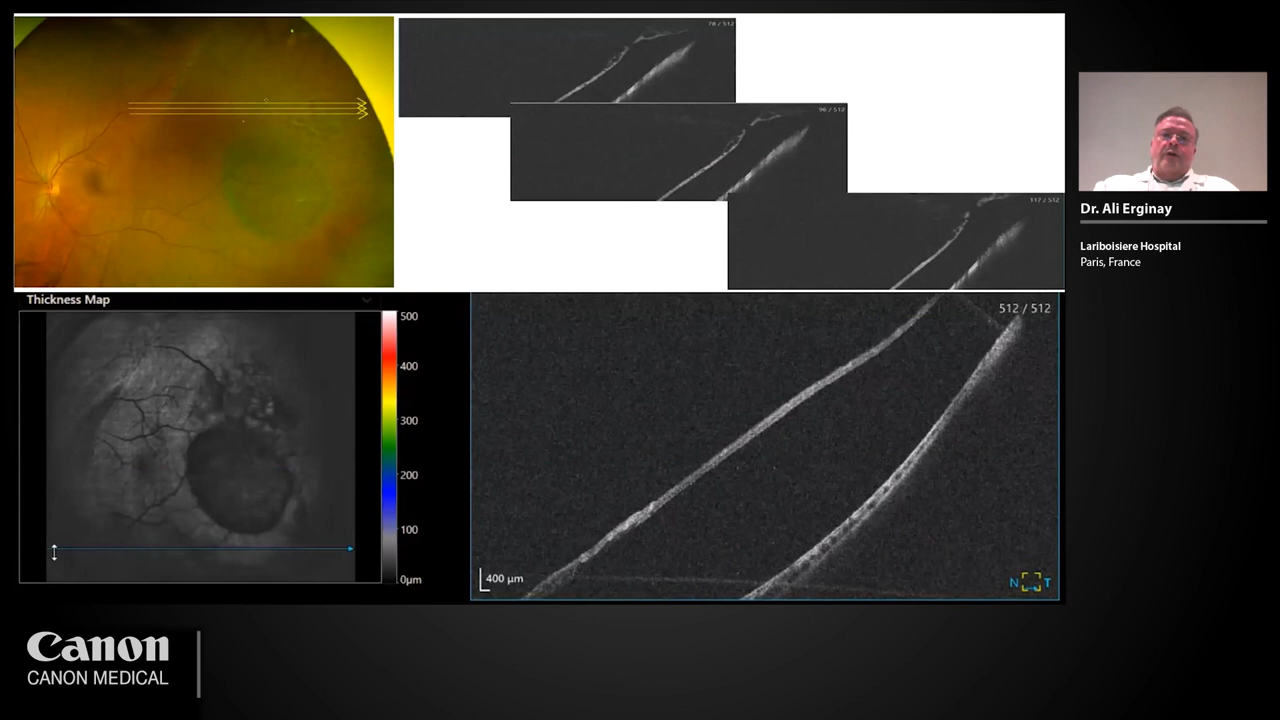 78 / 512
96 / 512
117 / 512
Dr. Ali Erginay
Lariboisiere Hospital
Paris, France
Thickness Map
500
400
300
200
100
0µm
512 / 512
400 µm
N T
Canon
CANON MEDICAL